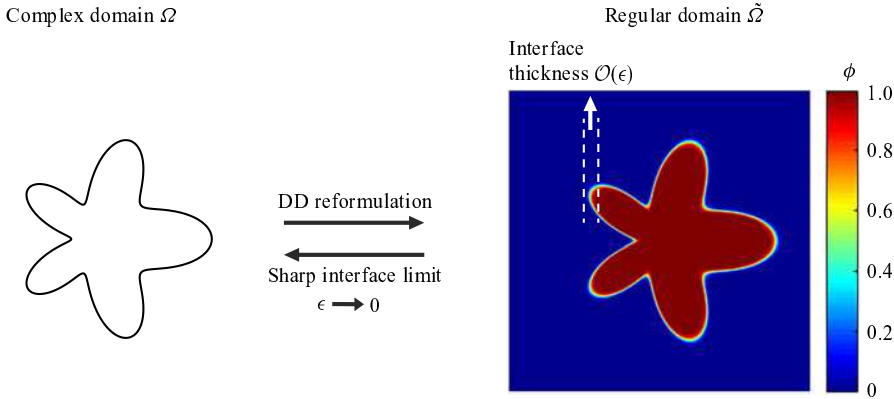 Complex domain Ω
Regular domain Ω̃
Interface
thickness 𝒪(ϵ)
ϕ
1.0
0.8
0.6
0.4
0.2
0
DD reformulation
Sharp interface limit
ϵ → 0